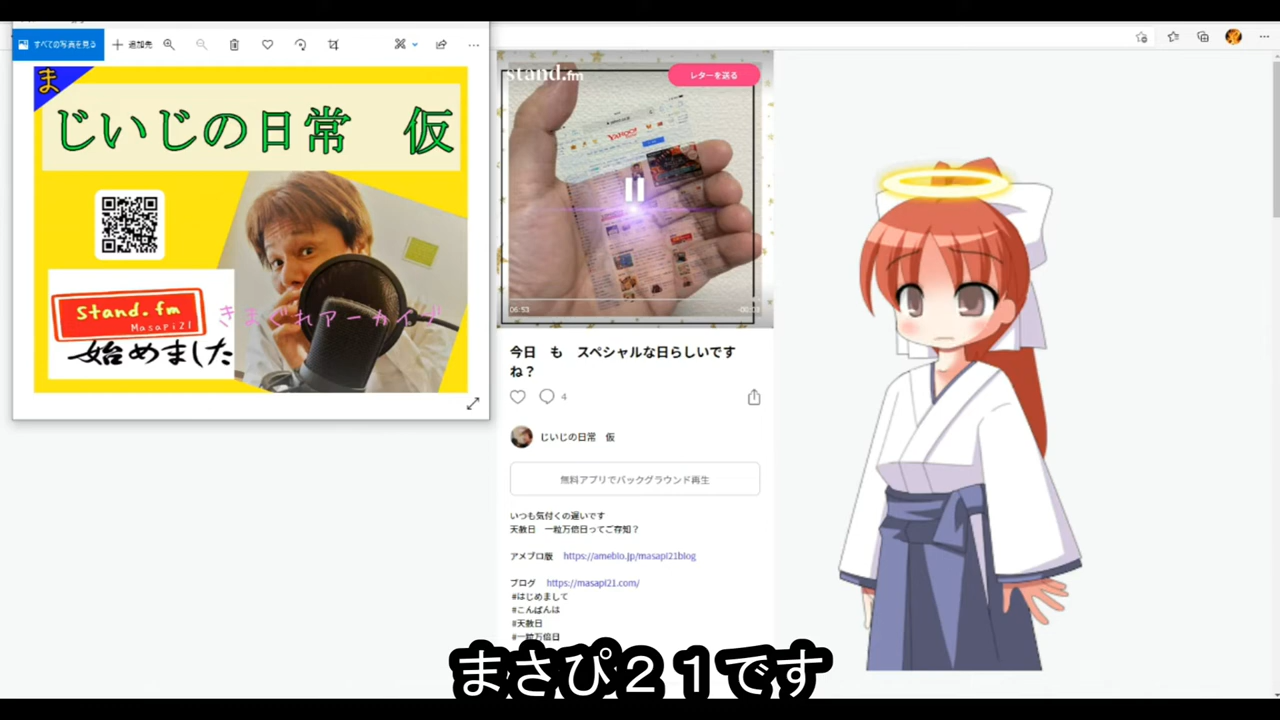 すべての写真を見る
追加先
ま
じいじの日常 仮
stand.fm
Masapi21
始めました
きまぐれアーカイブ
stand.fm
レターを送る
YAHOO!
06:53
-00:03
今日 も スペシャルな日らしいです
ね?
4
じいじの日常 仮
無料アプリでバックグラウンド再生
いつも気付くの遅いです
天赦日 一粒万倍日ってご存知?
アメブロ版 https://ameblo.jp/masapi21blog
ブログ https://masapi21.com/
#はじめまして
#こんばんは
#天赦日
#一粒万倍日
まさぴ21です